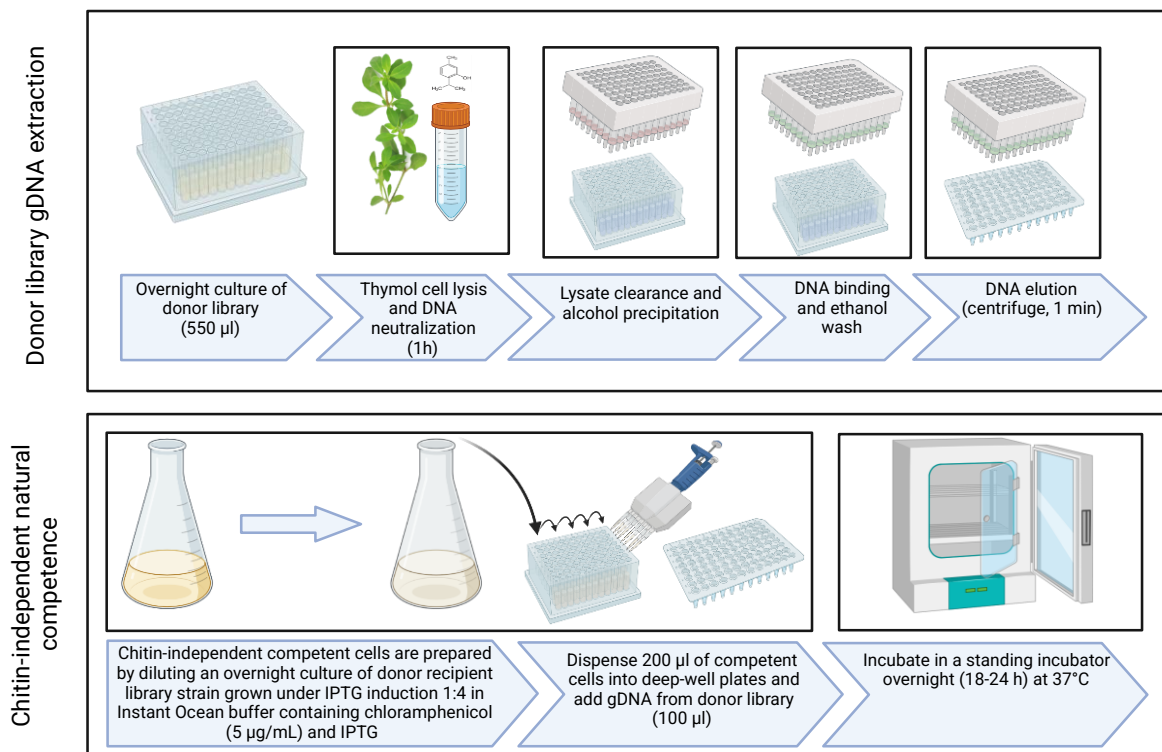 Donor library gDNA extraction
CH₃
OH
H₃C
CH₃
Overnight culture of
donor library
(550 µl)
Thymol cell lysis
and DNA
neutralization
(1h)
Lysate clearance and
alcohol precipitation
DNA binding
and ethanol
wash
DNA elution
(centrifuge, 1 min)
Chitin-independent natural
competence
Chitin-independent competent cells are prepared
by diluting an overnight culture of donor recipient
library strain grown under IPTG induction 1:4 in
Instant Ocean buffer containing chloramphenicol
(5 µg/mL) and IPTG
Dispense 200 µl of competent
cells into deep-well plates and
add gDNA from donor library
(100 µl)
Incubate in a standing incubator
overnight (18-24 h) at 37°C